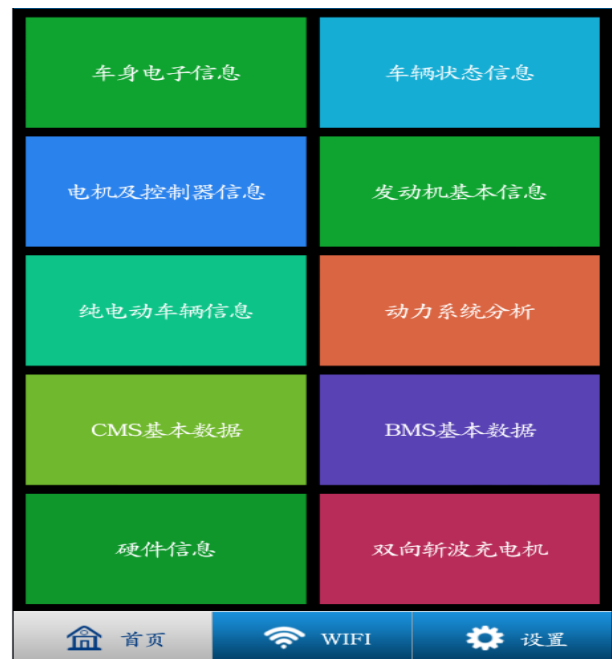 车身电子信息
车辆状态信息
电机及控制器信息
发动机基本信息
纯电动车辆信息
动力系统分析
CMS基本数据
BMS基本数据
硬件信息
双向斩波充电机
首页
WIFI
设置